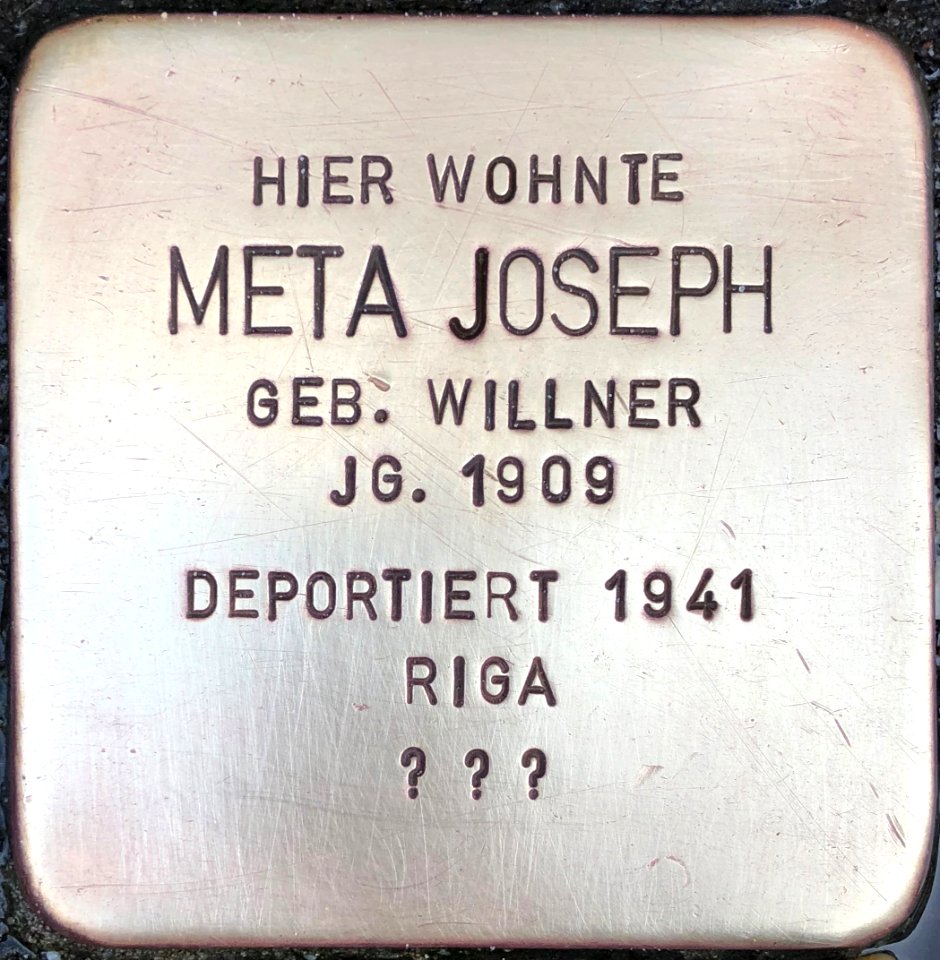 HIER WOHNTE
META JOSEPH
GEB. WILLNER
JG. 1909
DEPORTIERT 1941
RIGA
? ? ?